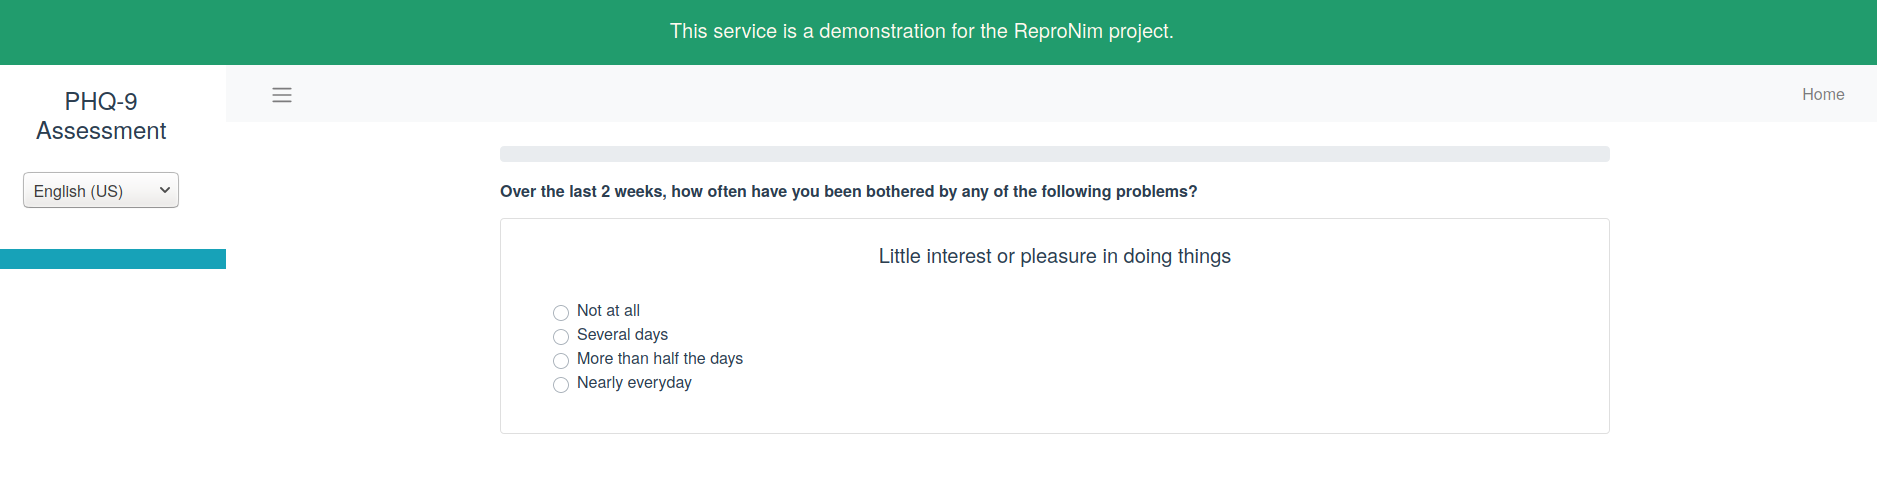 This service is a demonstration for the ReproNim project.
PHQ-9
Assessment
Home
English (US)
Over the last 2 weeks, how often have you been bothered by any of the following problems?
Little interest or pleasure in doing things
Not at all
Several days
More than half the days
Nearly everyday